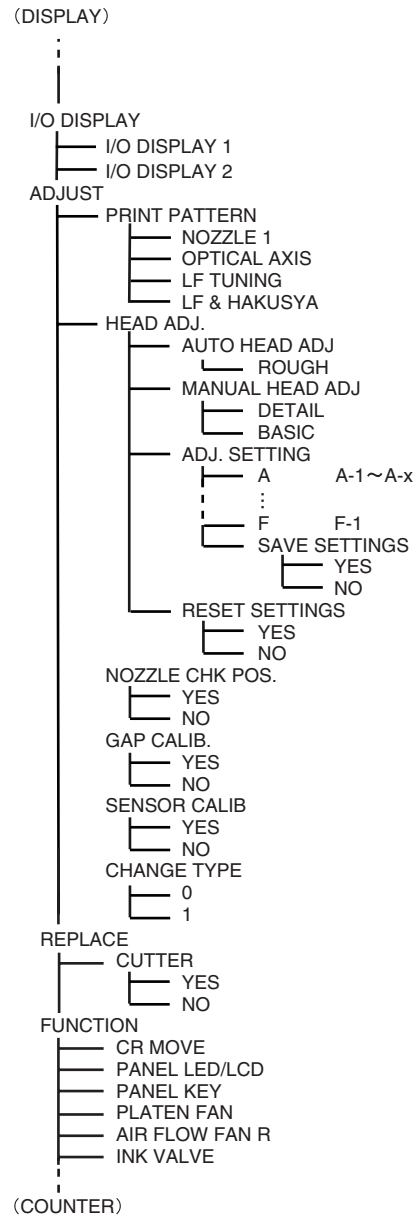 (DISPLAY)
I/O DISPLAY
I/O DISPLAY 1
I/O DISPLAY 2
ADJUST
PRINT PATTERN
NOZZLE 1
OPTICAL AXIS
LF TUNING
LF & HAKUSYA
HEAD ADJ.
AUTO HEAD ADJ
ROUGH
MANUAL HEAD ADJ
DETAIL
BASIC
ADJ. SETTING
A A-1～A-x
⋮
F F-1
SAVE SETTINGS
YES
NO
RESET SETTINGS
YES
NO
NOZZLE CHK POS.
YES
NO
GAP CALIB.
YES
NO
SENSOR CALIB
YES
NO
CHANGE TYPE
0
1
REPLACE
CUTTER
YES
NO
FUNCTION
CR MOVE
PANEL LED/LCD
PANEL KEY
PLATEN FAN
AIR FLOW FAN R
INK VALVE
(COUNTER)